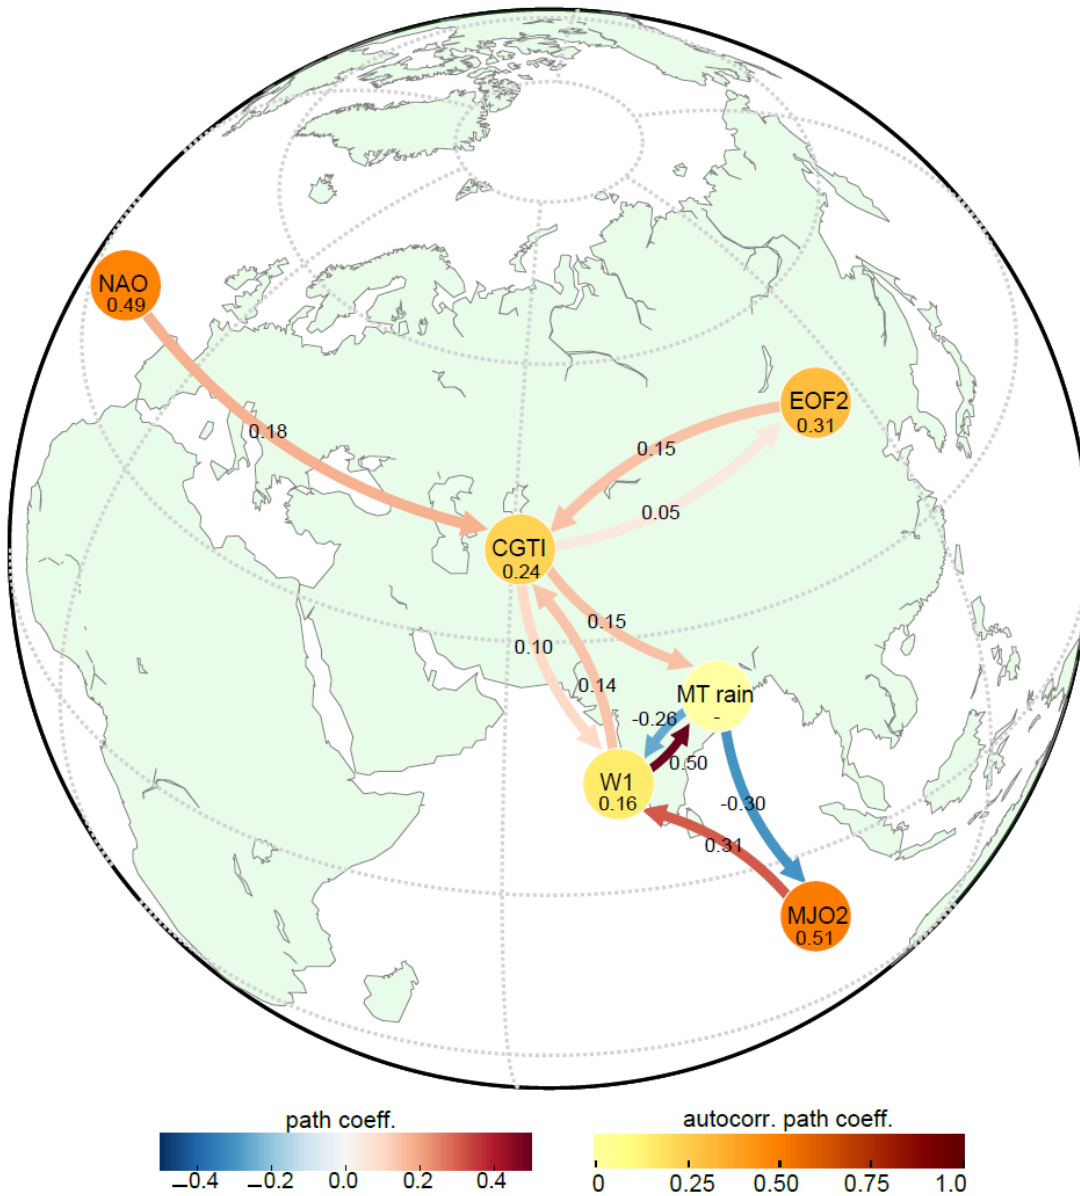 NAO
0.49
0.18
EOF2
0.31
0.15
0.05
CGTI
0.24
0.15
0.10
0.14
MT rain
-
-0.26
0.50
W1
0.16
-0.30
0.31
MJO2
0.51
path coeff.
−0.4 −0.2 0.0 0.2 0.4
autocorr. path coeff.
0 0.25 0.50 0.75 1.0